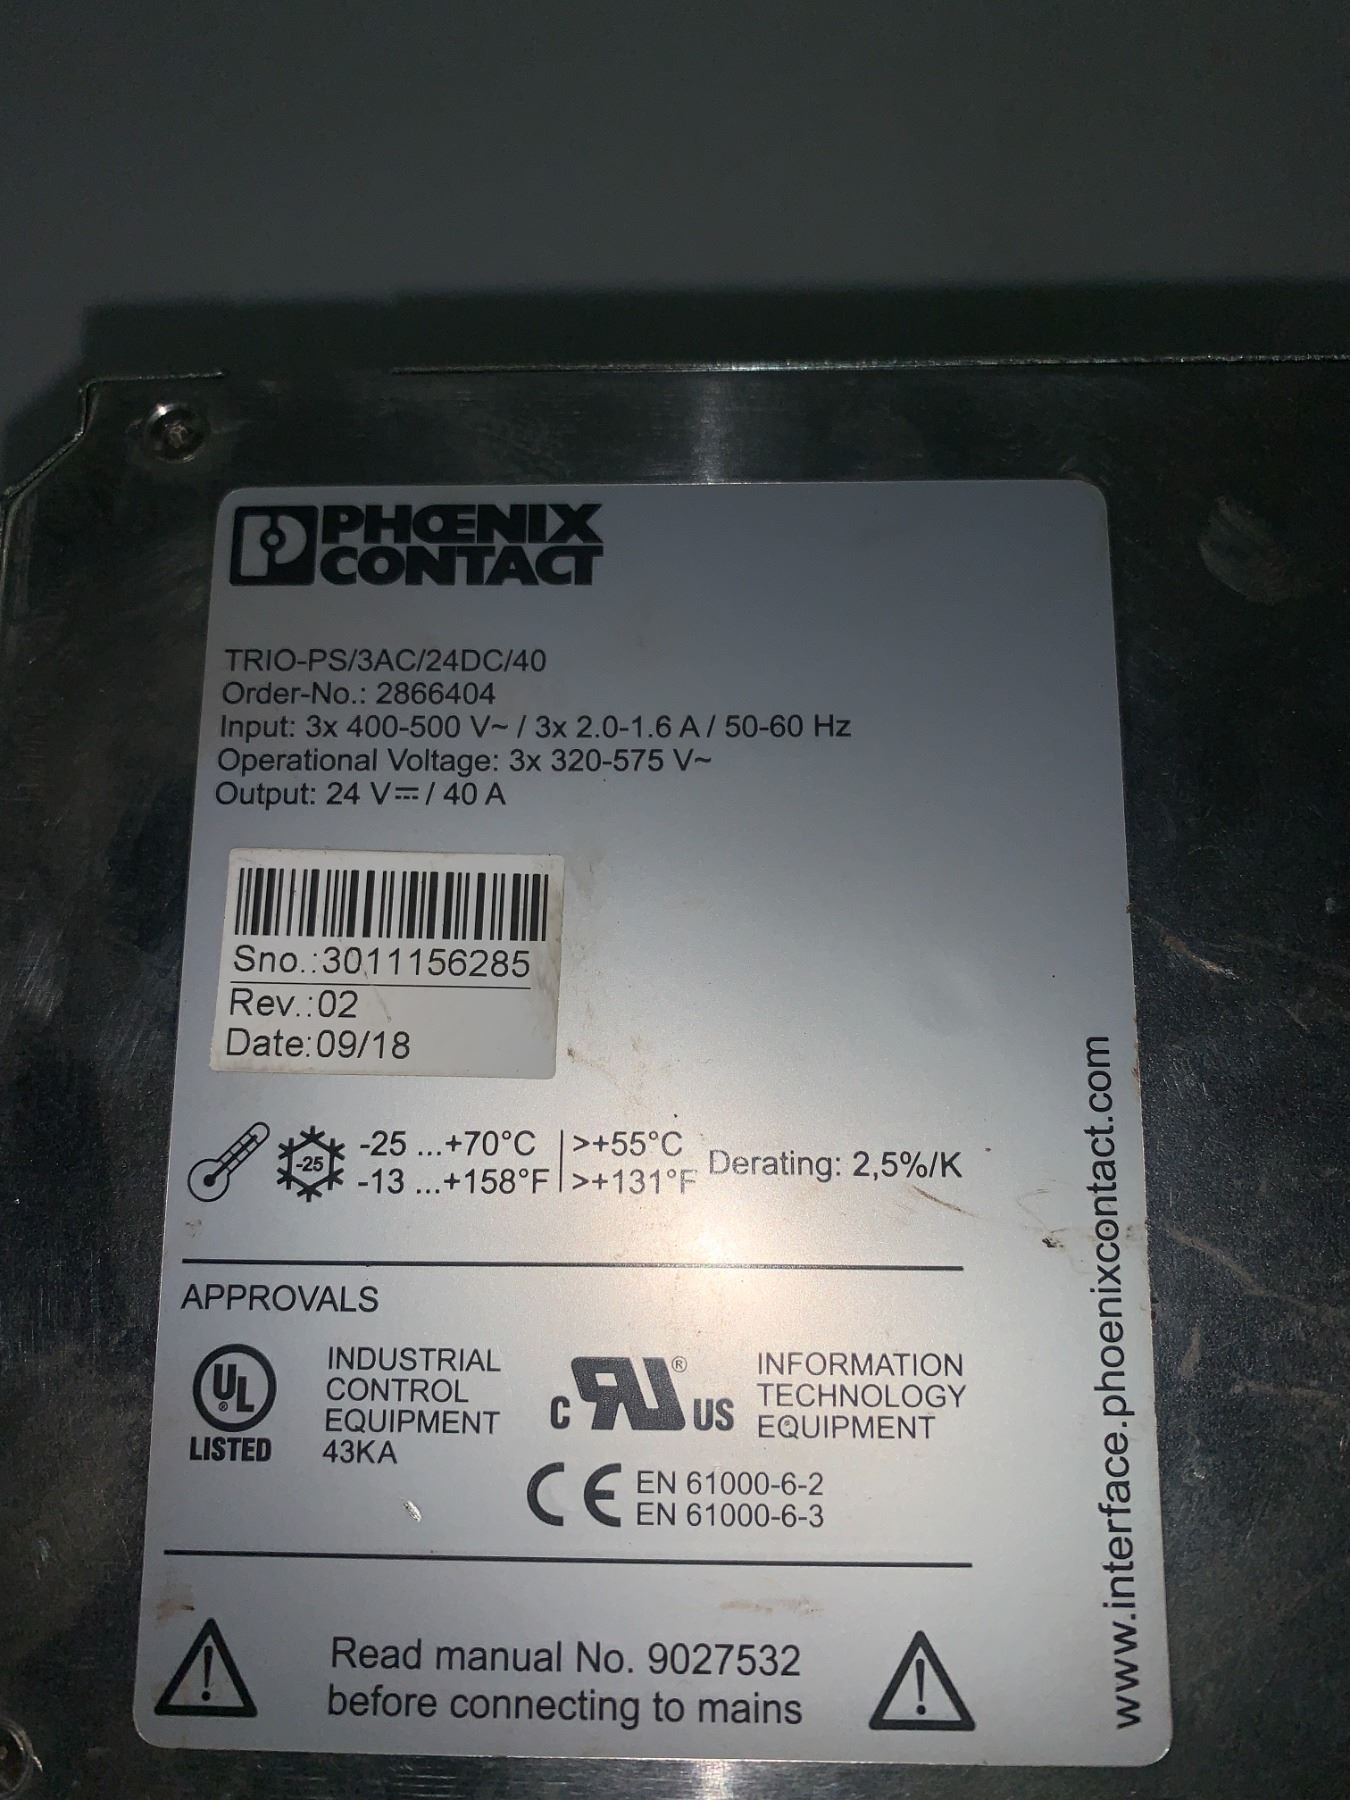 PHŒNIX
CONTACT
TRIO-PS/3AC/24DC/40
Order-No.: 2866404
Input: 3x 400-500 V~ / 3x 2.0-1.6 A / 50-60 Hz
Operational Voltage: 3x 320-575 V~
Output: 24 V⎓ / 40 A
Sno.:3011156285
Rev.:02
Date:09/18
-25
-25 ...+70°C >+55°C
-13 ...+158°F >+131°F
Derating: 2,5%/K
APPROVALS
UL ®
LISTED
INDUSTRIAL
CONTROL
EQUIPMENT
43KA
C RU ® US
INFORMATION
TECHNOLOGY
EQUIPMENT
CE EN 61000-6-2
EN 61000-6-3
! Read manual No. 9027532
before connecting to mains !
www.interface.phoenixcontact.com